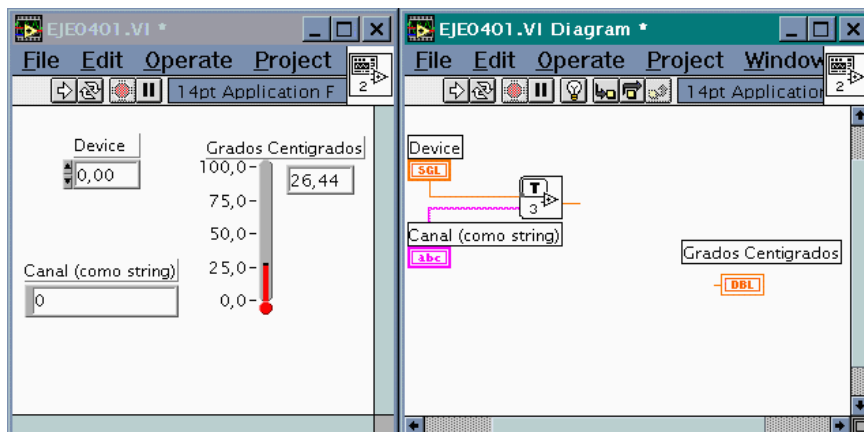 EJE0401.VI *
File Edit Operate Project
2
14pt Application F
Device
0,00
Grados Centigrados
100,0
26,44
75,0
50,0
25,0
0,0
Canal (como string)
0
EJE0401.VI Diagram *
File Edit Operate Project Window
2
14pt Application
Device
SGL
T
3
Canal (como string)
abc
Grados Centigrados
DBL